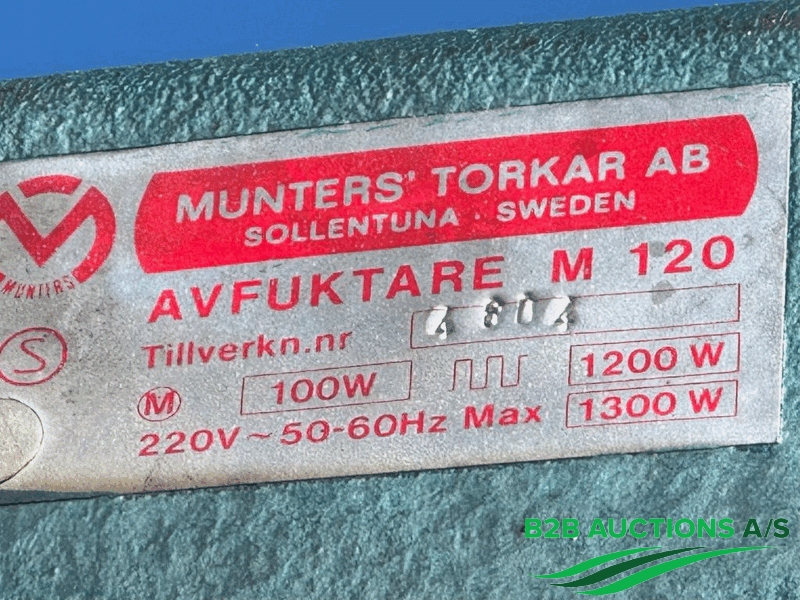 MUNTERS' TORKAR AB
SOLLENTUNA · SWEDEN
MUNTERS
AVFUKTARE M 120
Tillverkn.nr 4804
S
M 100W 1200 W
220V~50-60Hz Max 1300 W
B2B AUCTIONS A/S